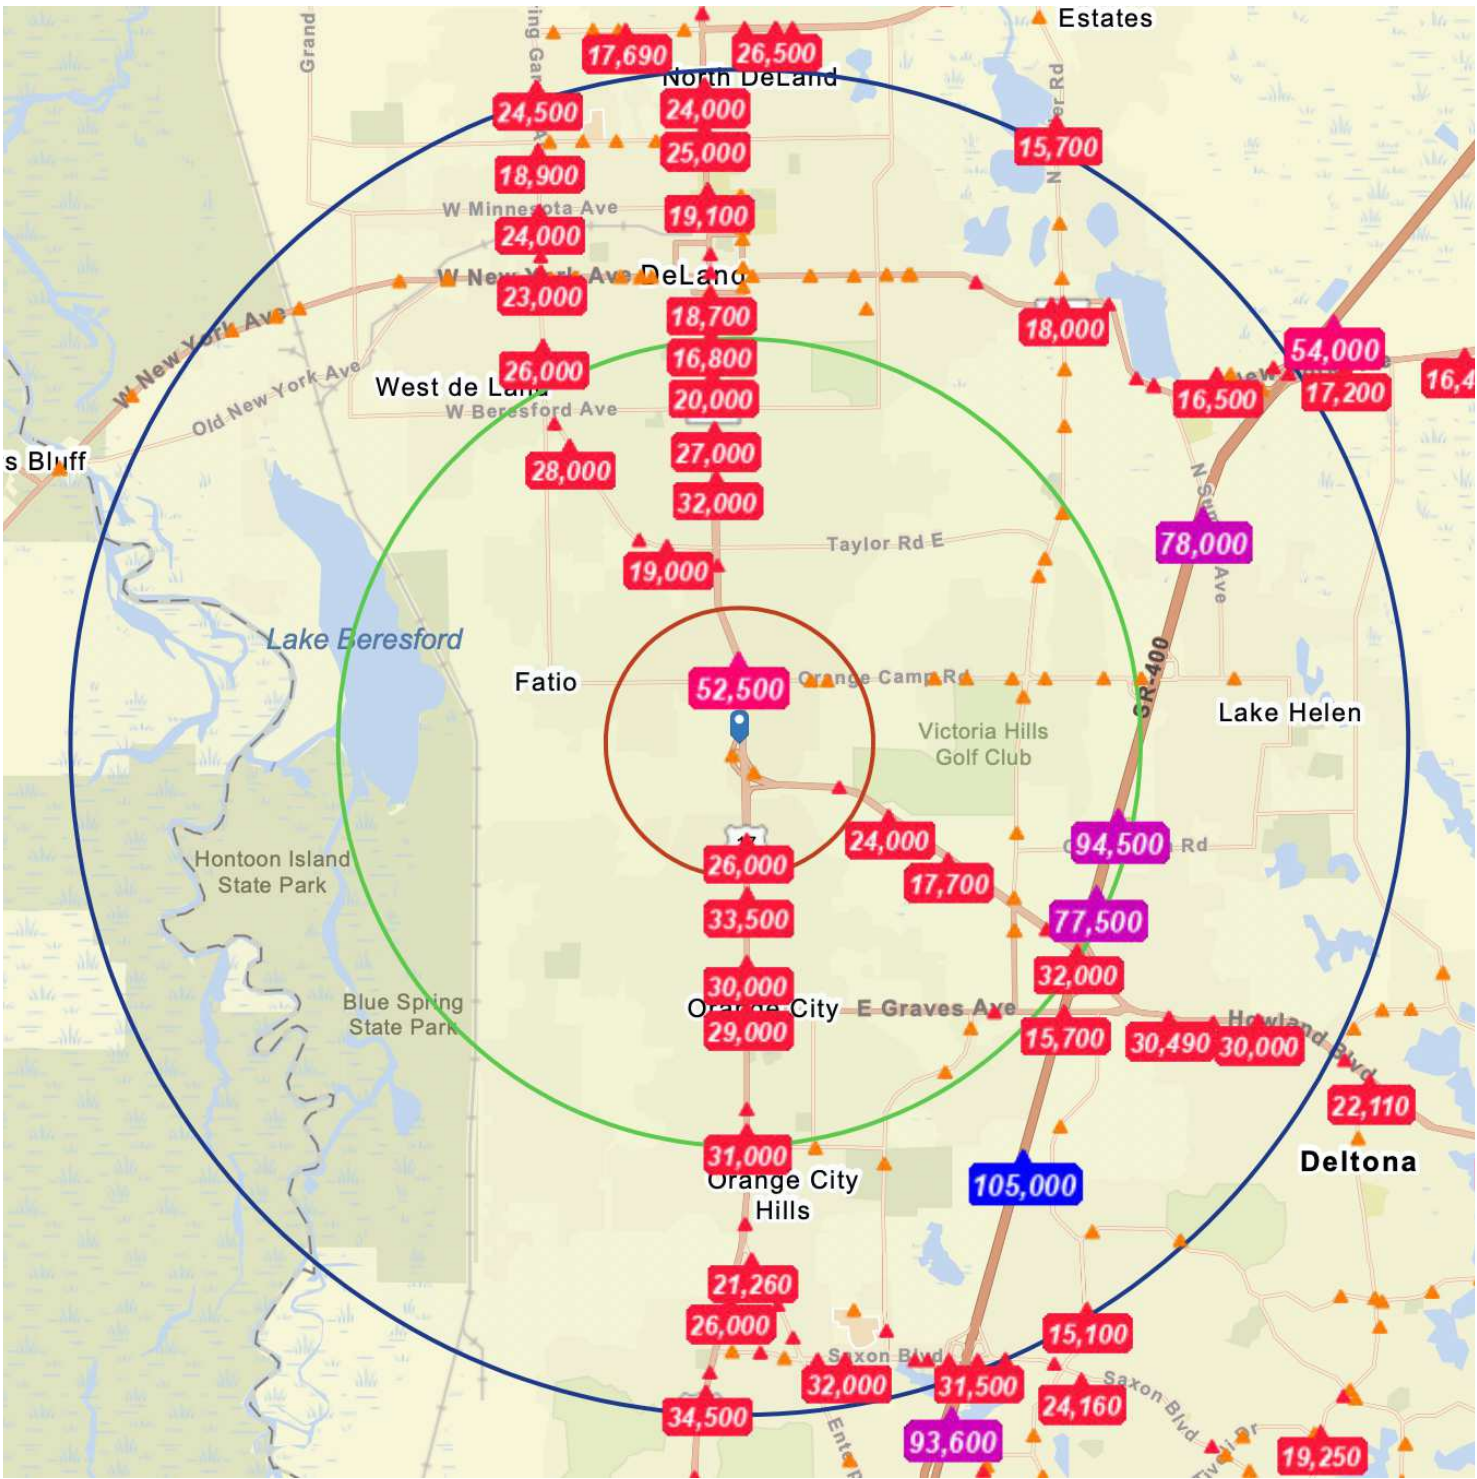 Estates
Grand
17,690
26,500
North DeLand
24,500
24,000
15,700
25,000
18,900
W Minnesota Ave
19,100
24,000
W New York Ave
DeLand
23,000
18,700
18,000
W New York Ave
54,000
16,800
26,000
West de Land
Old New York Ave
17,200
16,4
16,500
20,000
W Beresford Ave
27,000
s Bluff
28,000
32,000
78,000
Taylor Rd E
19,000
Lake Beresford
Fatio
52,500
Orange Camp Rd
SR-400
Lake Helen
Victoria Hills
Golf Club
24,000
94,500
Rd
Hontoon Island
State Park
26,000
17,700
33,500
77,500
32,000
30,000
Blue Spring
State Park
Orange City
E Graves Ave
29,000
15,700
30,490
30,000
Howland Blvd
22,110
31,000
Deltona
Orange City
Hills
105,000
21,260
26,000
15,100
Saxon Blvd
32,000
31,500
Saxon Blvd
24,160
34,500
93,600
19,250